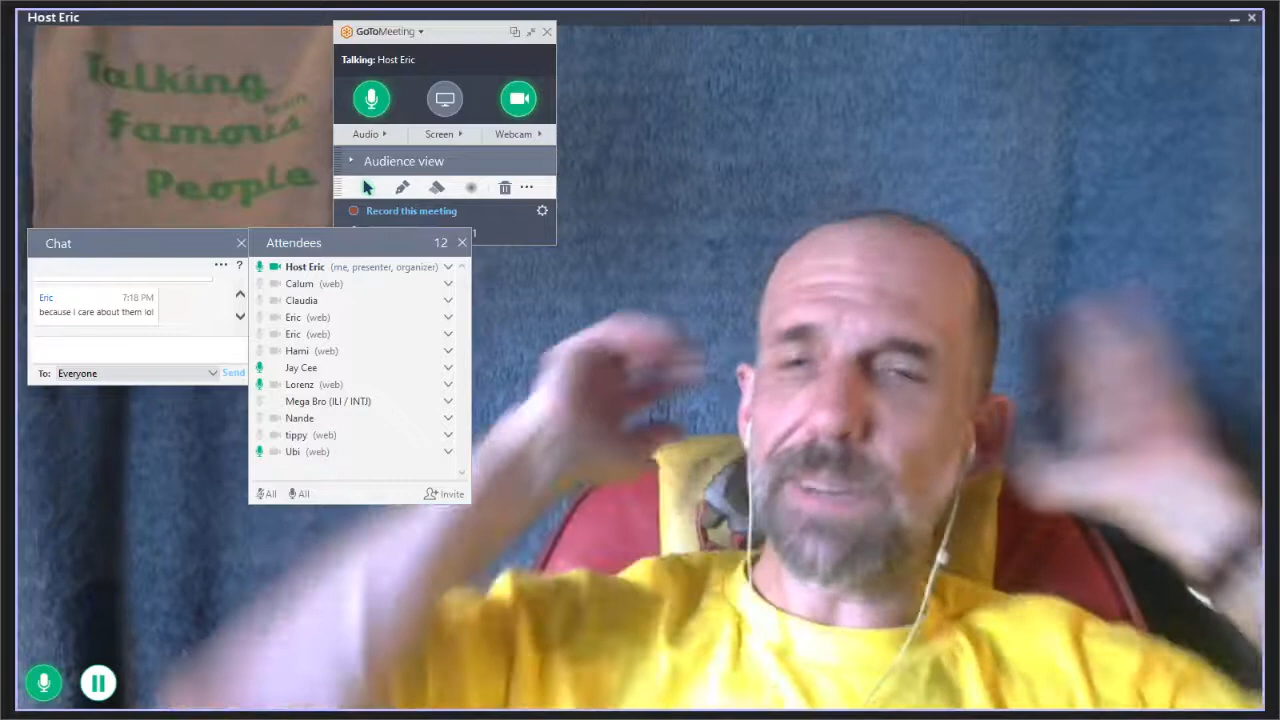 Host Eric
Talking
Brain
famous
People
GoToMeeting
Talking: Host Eric
Audio
Screen
Webcam
Audience view
Record this meeting
1
Chat
?
Eric 7:18 PM
because i care about them lol
To: Everyone
Send
Attendees 12
Host Eric (me, presenter, organizer)
Calum (web)
Claudia
Eric (web)
Eric (web)
Hami (web)
Jay Cee
Lorenz (web)
Mega Bro (ILI / INTJ)
Nande
tippy (web)
Ubi (web)
All
All
Invite